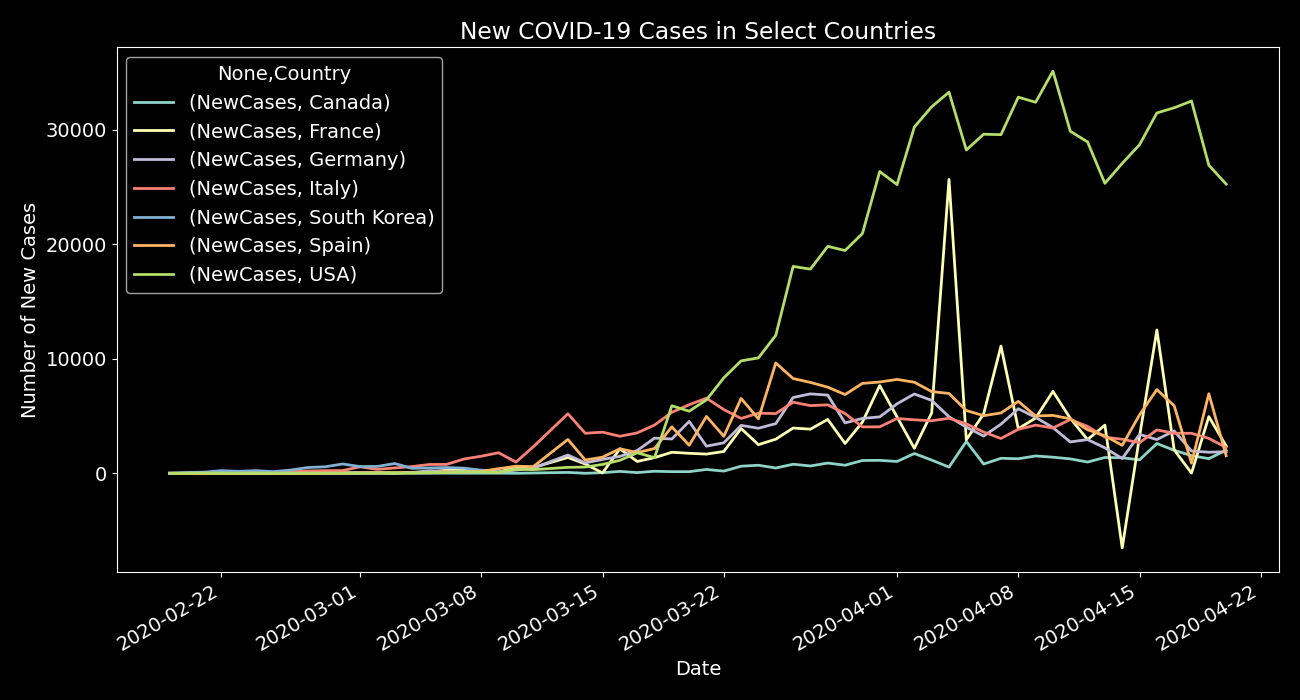 New COVID-19 Cases in Select Countries
None,Country
(NewCases, Canada)
(NewCases, France)
(NewCases, Germany)
(NewCases, Italy)
(NewCases, South Korea)
(NewCases, Spain)
(NewCases, USA)
Number of New Cases
30000
20000
10000
0
2020-02-22
2020-03-01
2020-03-08
2020-03-15
2020-03-22
2020-04-01
2020-04-08
2020-04-15
2020-04-22
Date